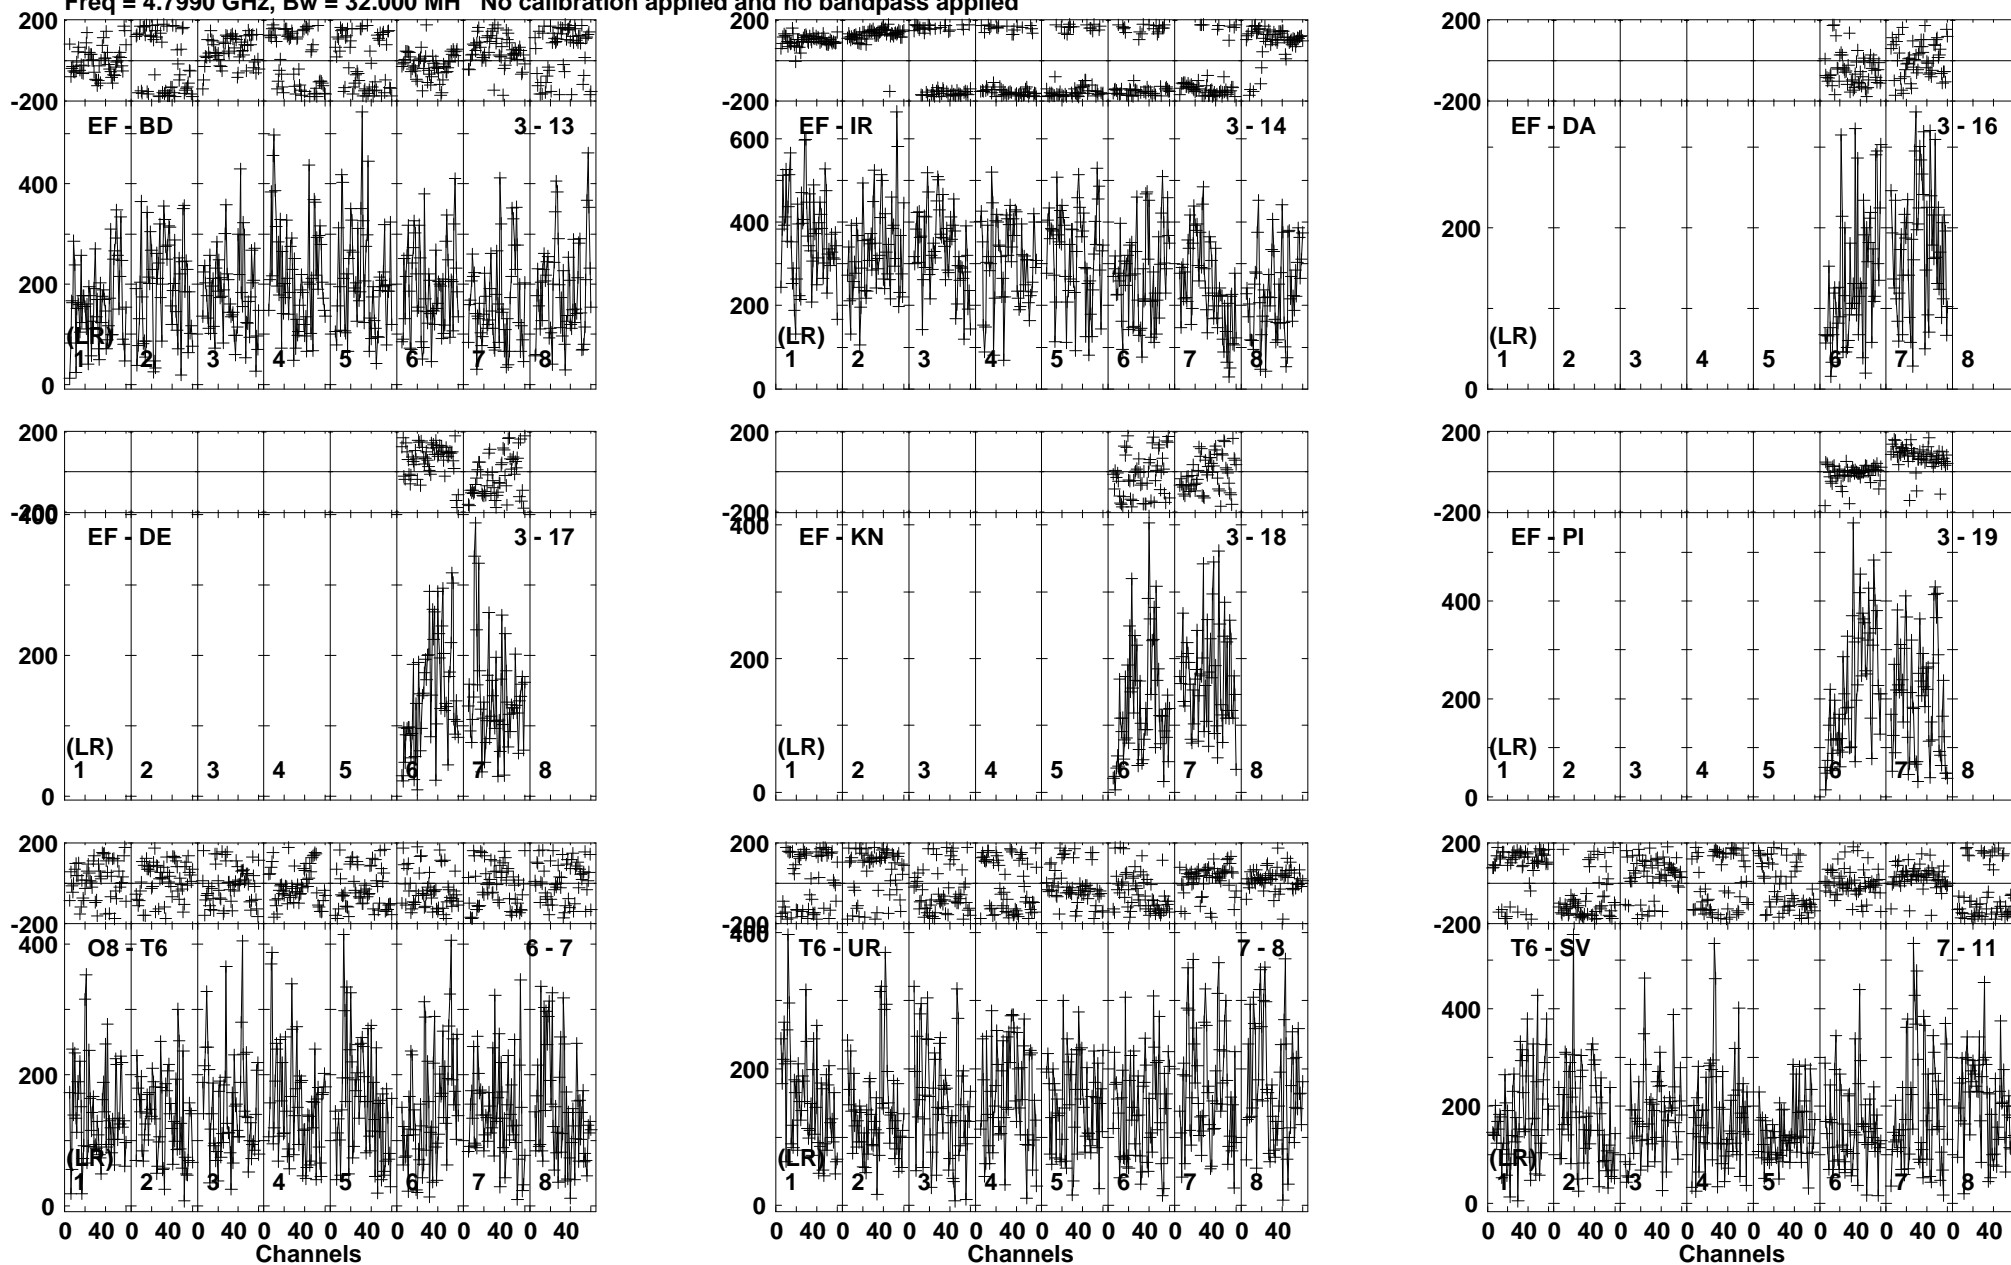 Freq = 4.7990 GHz, Bw = 32.000 MH No calibration applied and no bandpass applied
200 200 200
-200 -200 -200
EF - BD 3 - 13 EF - IR 3 - 14 EF - DA 3 - 16
600
400 400
200 200 200
(LR) (LR) (LR)
1 2 3 4 5 6 7 8 1 2 3 4 5 6 7 8 1 2 3 4 5 6 7 8
0 0 0
200 200 200
-200 -200 -200
400 400
EF - DE 3 - 17 EF - KN 3 - 18 EF - PI 3 - 19
400
200 200 200
(LR) (LR) (LR)
1 2 3 4 5 6 7 8 1 2 3 4 5 6 7 8 1 2 3 4 5 6 7 8
0 0 0
200 200 200
-200 -200 -200
400 400
O8 - T6 6 - 7 T6 - UR 7 - 8 T6 - SV 7 - 11
400
200 200 200
(LR) (LR) (LR)
1 2 3 4 5 6 7 8 1 2 3 4 5 6 7 8 1 2 3 4 5 6 7 8
0 0 0
0 40 0 40 0 40 0 40 0 40 0 40 0 40 0 40 0 40 0 40 0 40 0 40 0 40 0 40 0 40 0 40 0 40 0 40 0 40 0 40 0 40 0 40 0 40 0 40
Channels Channels Channels